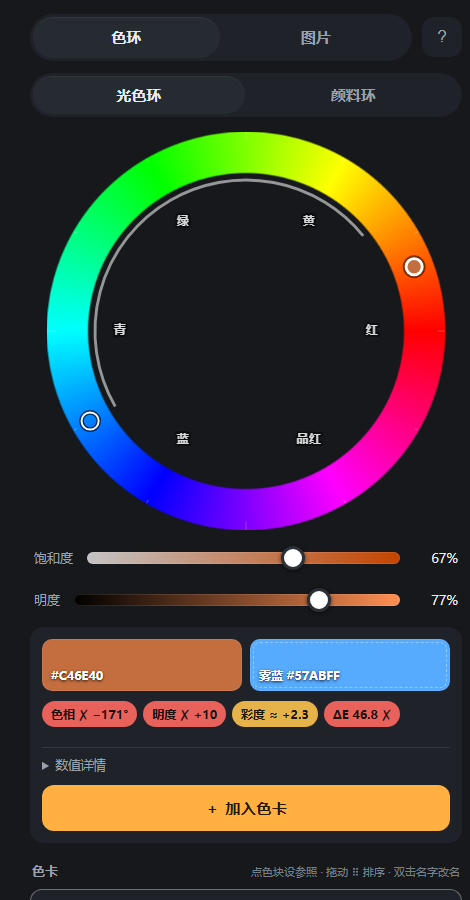 色环 图片 ?
光色环 颜料环
绿 黄
青 红
蓝 品红
饱和度 67%
明度 77%
#C46E40 雾蓝 #57ABFF
色相 ✗ −171° 明度 ✗ +10 彩度 ≈ +2.3 ΔE 46.8 ✗
▶ 数值详情
+ 加入色卡
色卡 点色块设参照 · 拖动 ⠿ 排序 · 双击名字改名